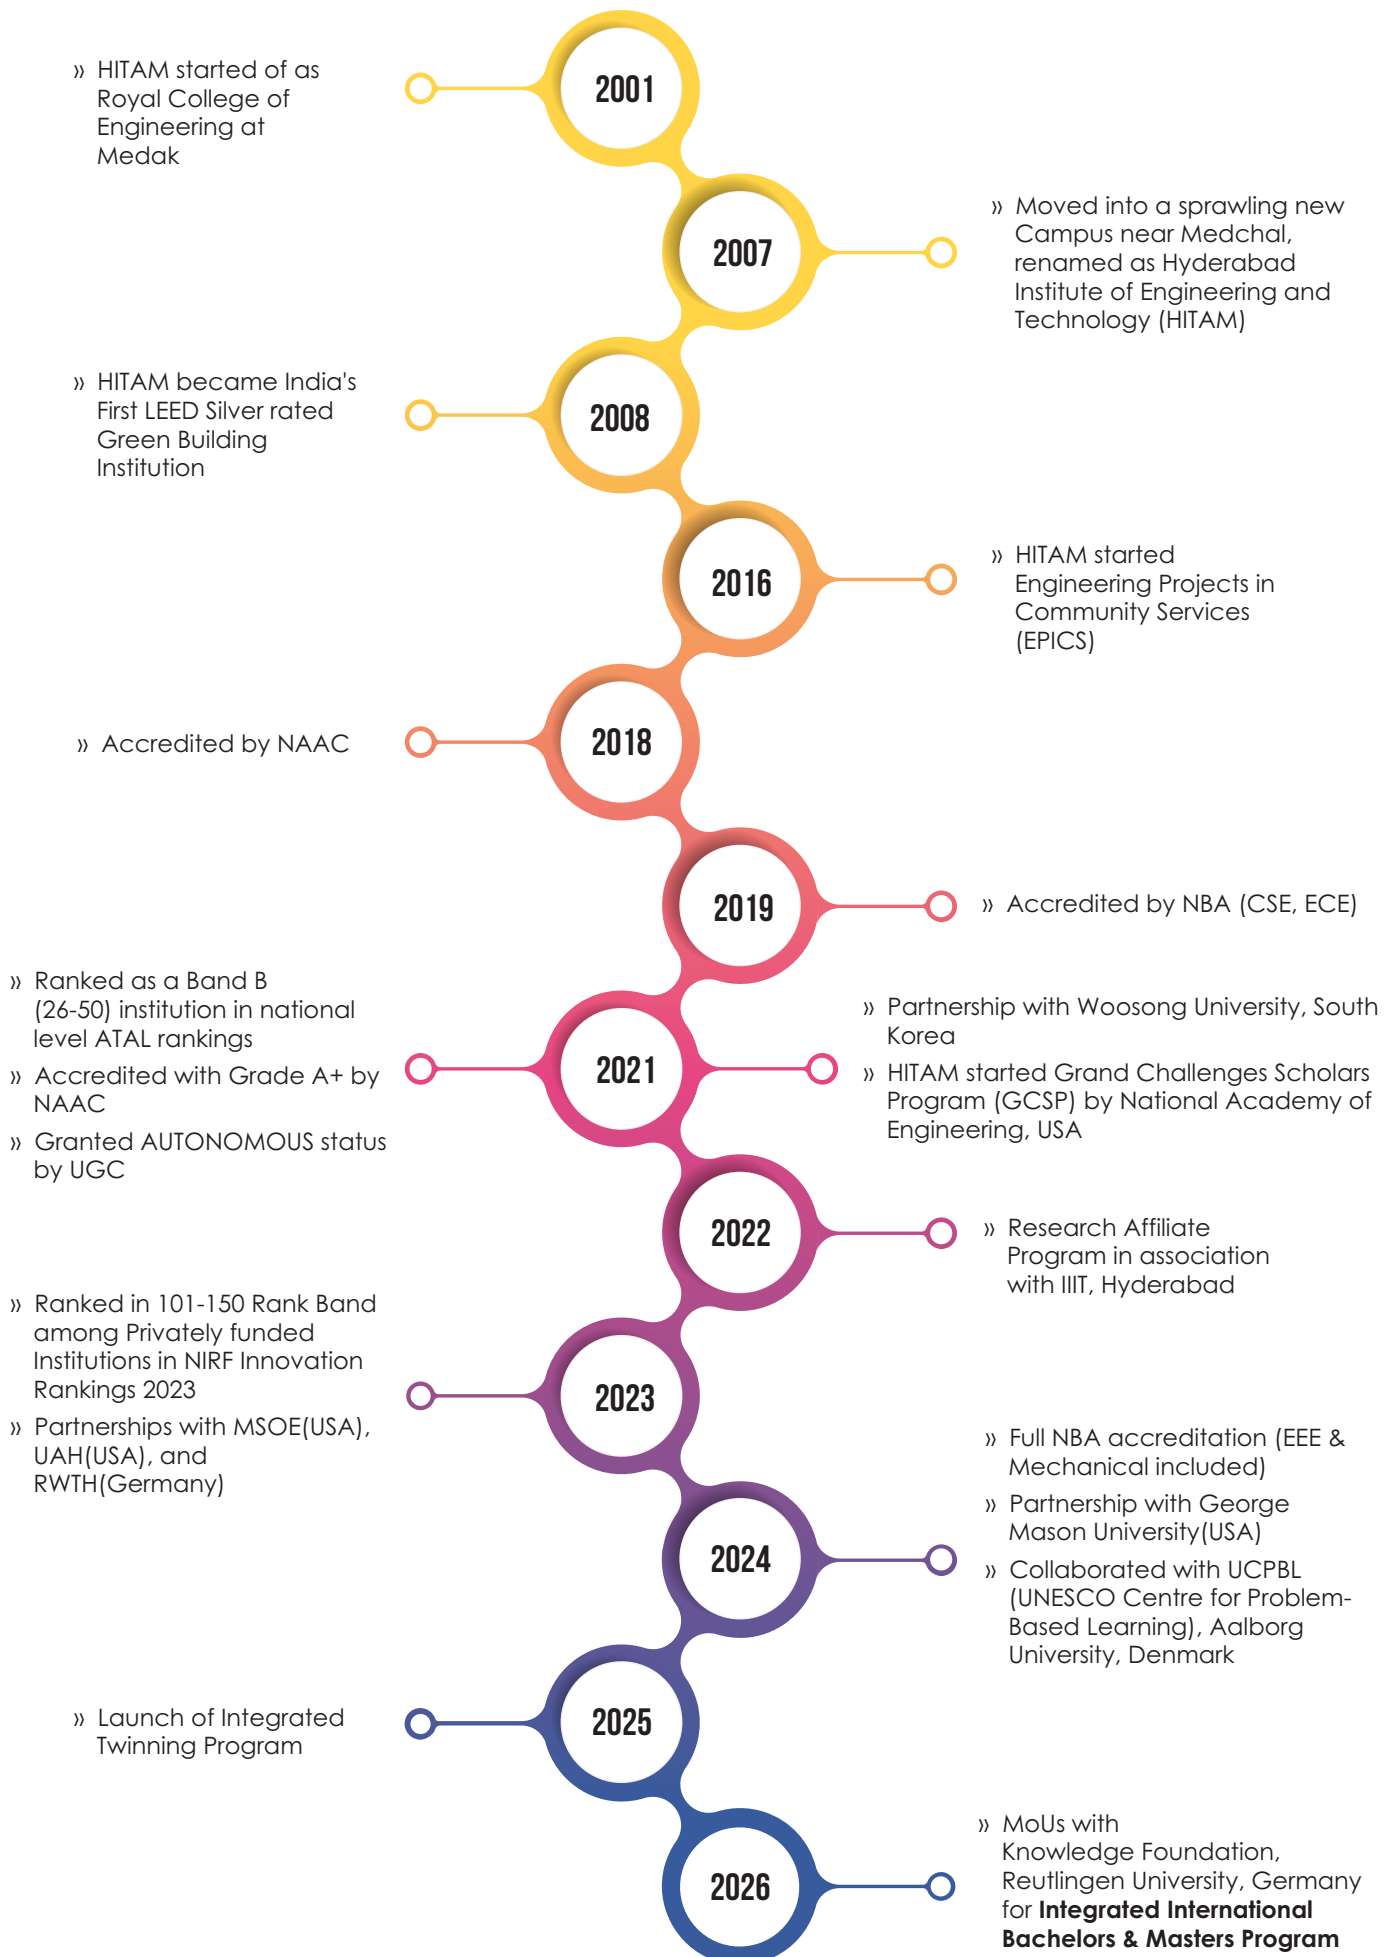 2001
» HITAM started of as
Royal College of
Engineering at
Medak
2007
» Moved into a sprawling new
Campus near Medchal,
renamed as Hyderabad
Institute of Engineering and
Technology (HITAM)
2008
» HITAM became India's
First LEED Silver rated
Green Building
Institution
2016
» HITAM started
Engineering Projects in
Community Services
(EPICS)
2018
» Accredited by NAAC
2019
» Accredited by NBA (CSE, ECE)
2021
» Ranked as a Band B
(26-50) institution in national
level ATAL rankings
» Accredited with Grade A+ by
NAAC
» Granted AUTONOMOUS status
by UGC
» Partnership with Woosong University, South
Korea
» HITAM started Grand Challenges Scholars
Program (GCSP) by National Academy of
Engineering, USA
2022
» Research Affiliate
Program in association
with IIIT, Hyderabad
2023
» Ranked in 101-150 Rank Band
among Privately funded
Institutions in NIRF Innovation
Rankings 2023
» Partnerships with MSOE(USA),
UAH(USA), and
RWTH(Germany)
2024
» Full NBA accreditation (EEE &
Mechanical included)
» Partnership with George
Mason University(USA)
» Collaborated with UCPBL
(UNESCO Centre for Problem-
Based Learning), Aalborg
University, Denmark
2025
» Launch of Integrated
Twinning Program
2026
» MoUs with
Knowledge Foundation,
Reutlingen University, Germany
for Integrated International
Bachelors & Masters Program